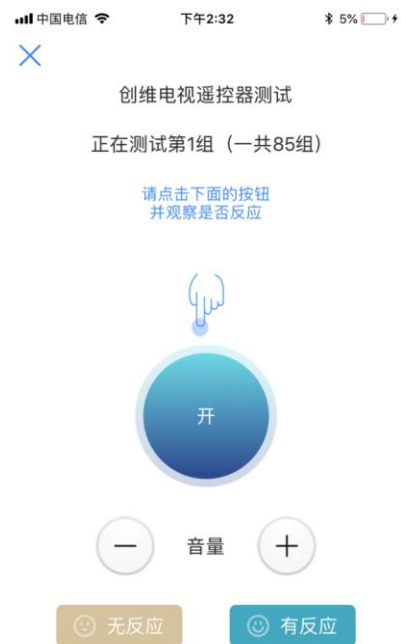 中国电信 下午2:32 5%
创维电视遥控器测试
正在测试第1组（一共85组）
请点击下面的按钮
并观察是否反应
开
音量
无反应 有反应